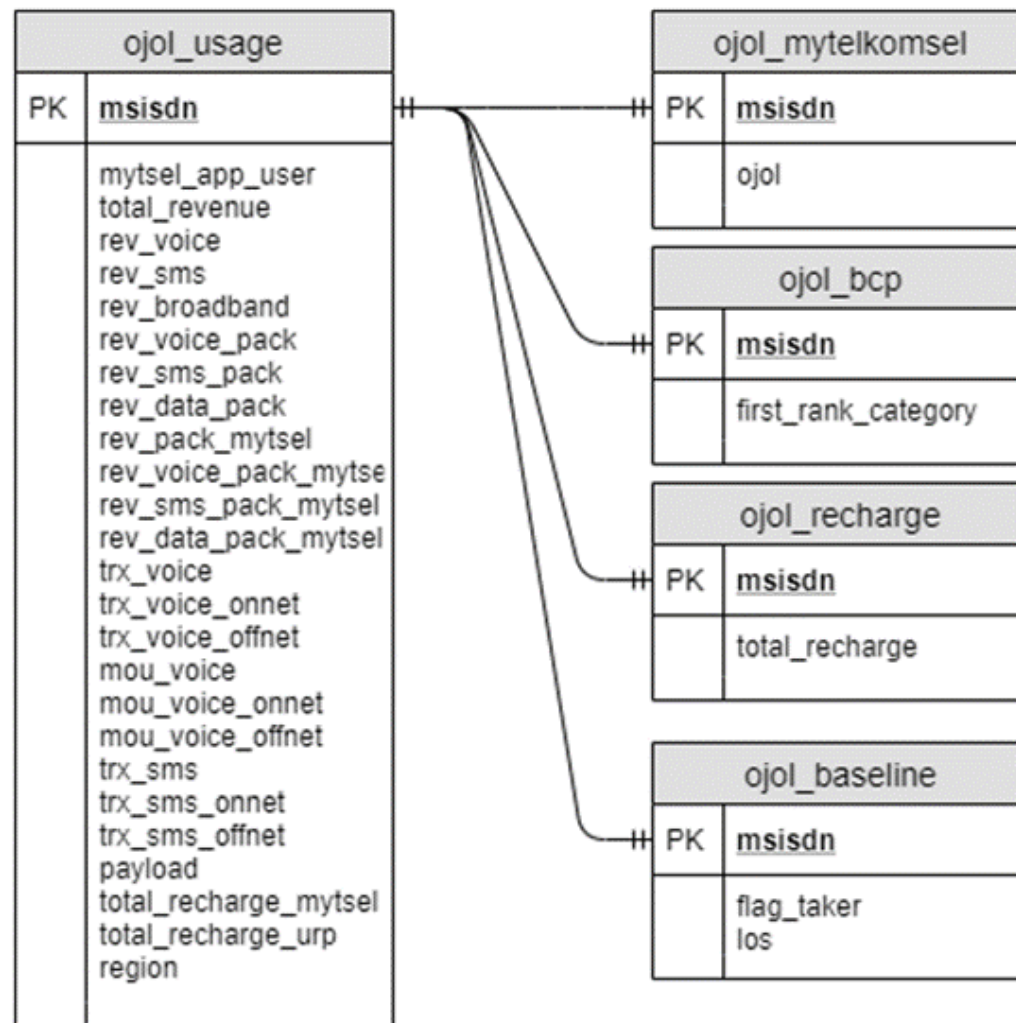 ojol_usage
PK msisdn
mytsel_app_user
total_revenue
rev_voice
rev_sms
rev_broadband
rev_voice_pack
rev_sms_pack
rev_data_pack
rev_pack_mytsel
rev_voice_pack_mytse
rev_sms_pack_mytsel
rev_data_pack_mytsel
trx_voice
trx_voice_onnet
trx_voice_offnet
mou_voice
mou_voice_onnet
mou_voice_offnet
trx_sms
trx_sms_onnet
trx_sms_offnet
payload
total_recharge_mytsel
total_recharge_urp
region
ojol_mytelkomsel
PK msisdn
ojol
ojol_bcp
PK msisdn
first_rank_category
ojol_recharge
PK msisdn
total_recharge
ojol_baseline
PK msisdn
flag_taker
los